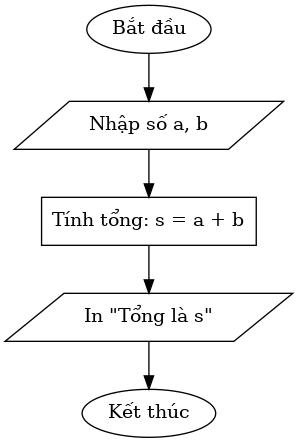 Bắt đầu
Nhập số a, b
Tính tổng: s = a + b
In "Tổng là s"
Kết thúc